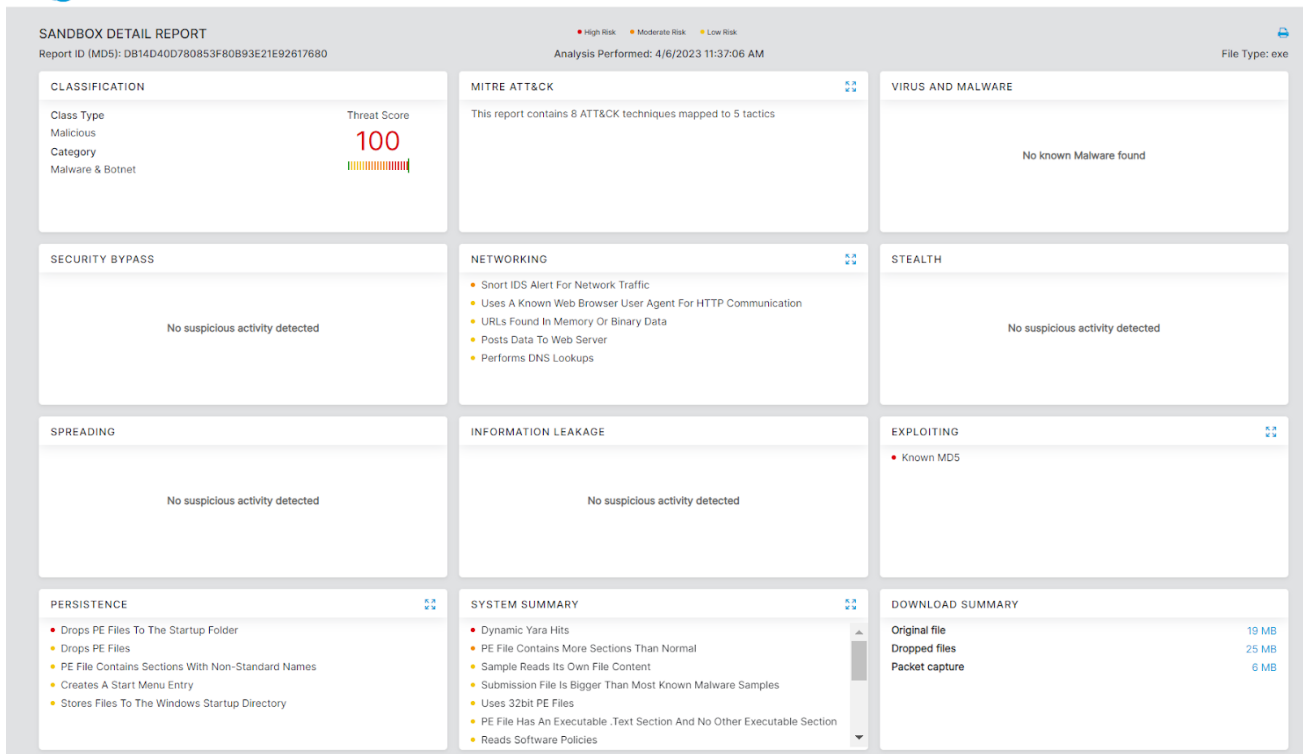 SANDBOX DETAIL REPORT
High Risk Moderate Risk Low Risk
Report ID (MD5): DB14D40D780853F80B93E21E92617680
Analysis Performed: 4/6/2023 11:37:06 AM
File Type: exe
CLASSIFICATION
Class Type
Malicious
Category
Malware & Botnet
Threat Score
100
MITRE ATT&CK
This report contains 8 ATT&CK techniques mapped to 5 tactics
VIRUS AND MALWARE
No known Malware found
SECURITY BYPASS
No suspicious activity detected
NETWORKING
Snort IDS Alert For Network Traffic
Uses A Known Web Browser User Agent For HTTP Communication
URLs Found In Memory Or Binary Data
Posts Data To Web Server
Performs DNS Lookups
STEALTH
No suspicious activity detected
SPREADING
No suspicious activity detected
INFORMATION LEAKAGE
No suspicious activity detected
EXPLOITING
Known MD5
PERSISTENCE
Drops PE Files To The Startup Folder
Drops PE Files
PE File Contains Sections With Non-Standard Names
Creates A Start Menu Entry
Stores Files To The Windows Startup Directory
SYSTEM SUMMARY
Dynamic Yara Hits
PE File Contains More Sections Than Normal
Sample Reads Its Own File Content
Submission File Is Bigger Than Most Known Malware Samples
Uses 32bit PE Files
PE File Has An Executable .Text Section And No Other Executable Section
Reads Software Policies
DOWNLOAD SUMMARY
Original file 19 MB
Dropped files 25 MB
Packet capture 6 MB